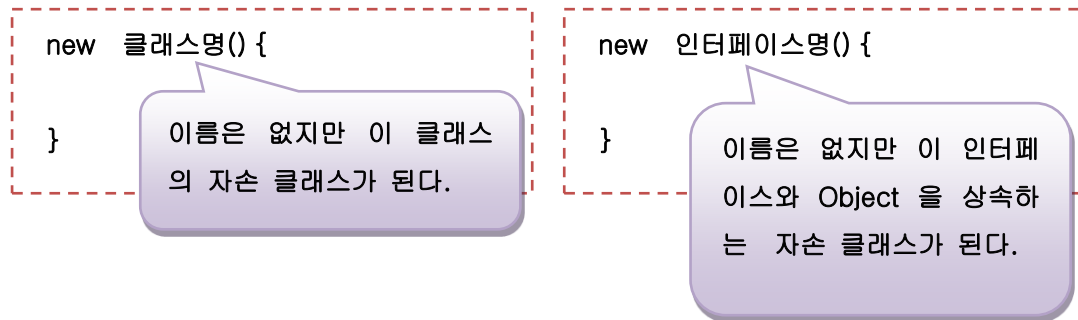 new 클래스명() {
이름은 없지만 이 클래스
의 자손 클래스가 된다.
}
new 인터페이스명() {
이름은 없지만 이 인터페
이스와 Object 을 상속하
는 자손 클래스가 된다.
}